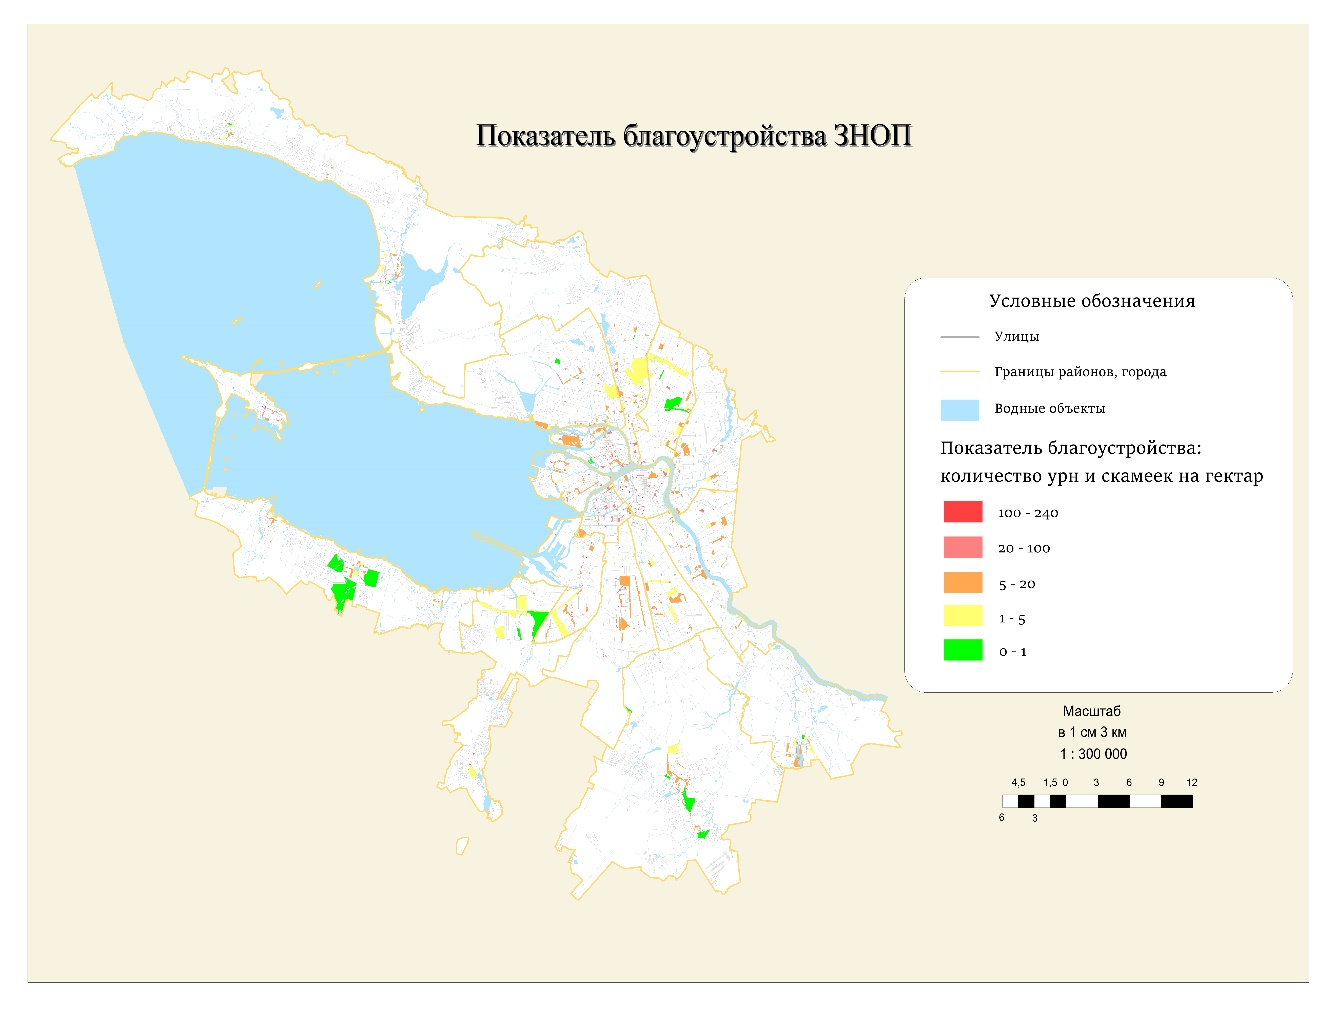 Показатель благоустройства ЗНОП
Условные обозначения
Улицы
Границы районов, города
Водные объекты
Показатель благоустройства:
количество урн и скамеек на гектар
100 - 240
20 - 100
5 - 20
1 - 5
0 - 1
Масштаб
в 1 см 3 км
1 : 300 000
4,5 1,5 0 3 6 9 12
6 3